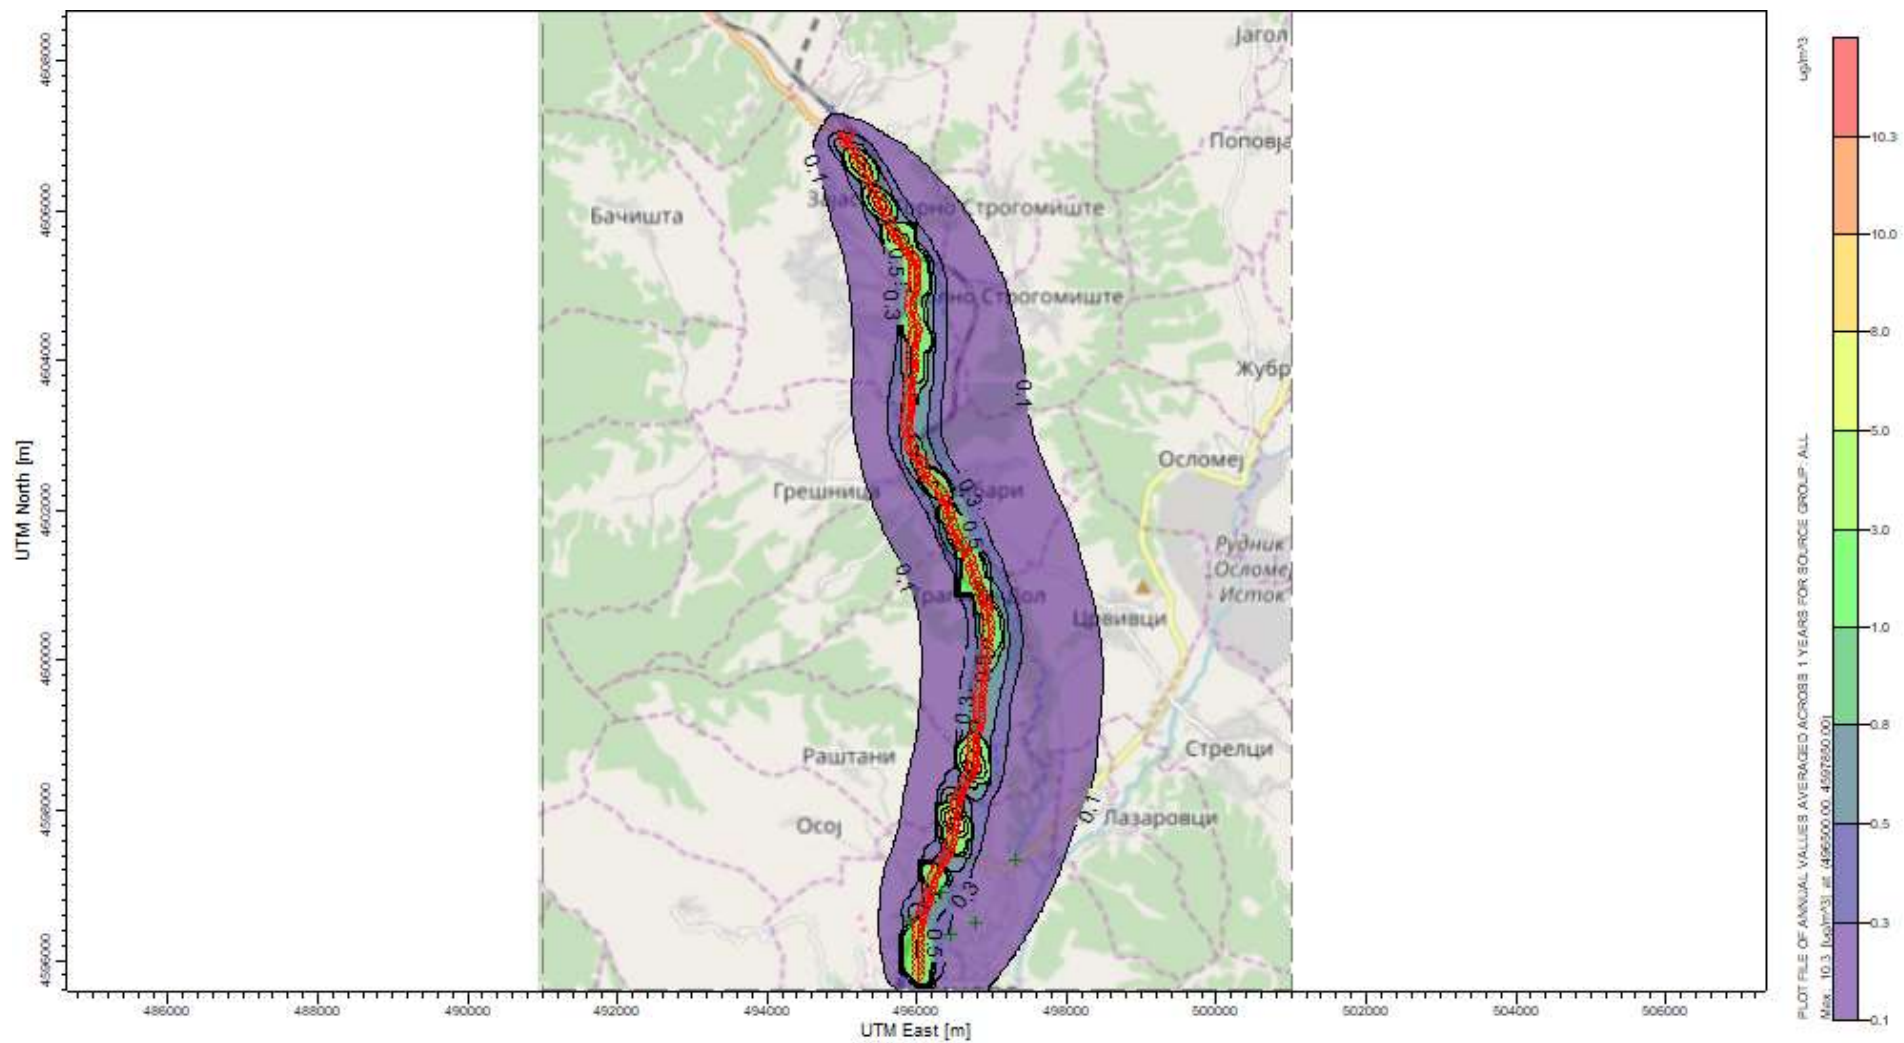 ug/m^3
10.3
10.0
8.0
5.0
3.0
1.0
0.8
0.5
0.3
0.1
PLOT FILE OF ANNUAL VALUES AVERAGED ACROSS 1 YEARS FOR SOURCE GROUP: ALL
Max: 10.3 [ug/m^3] at (496500.00, 4597880.00)
UTM North [m]
4608000
4606000
4604000
4602000
4600000
4598000
4596000
Јагол
Поповја
Бачишта
Строгомиште
Строгомиште
Жубр
Осломеј
Грешница
Рудник
Осломеј
Исток
Дол
Црвивци
Раштани
Стрелци
Осој
Лазаровци
0.1
0.5
0.3
0.1
0.3
0.5
0.1
0.3
0.1
0.3
0.5
486000
488000
490000
492000
494000
496000
498000
500000
502000
504000
506000
UTM East [m]